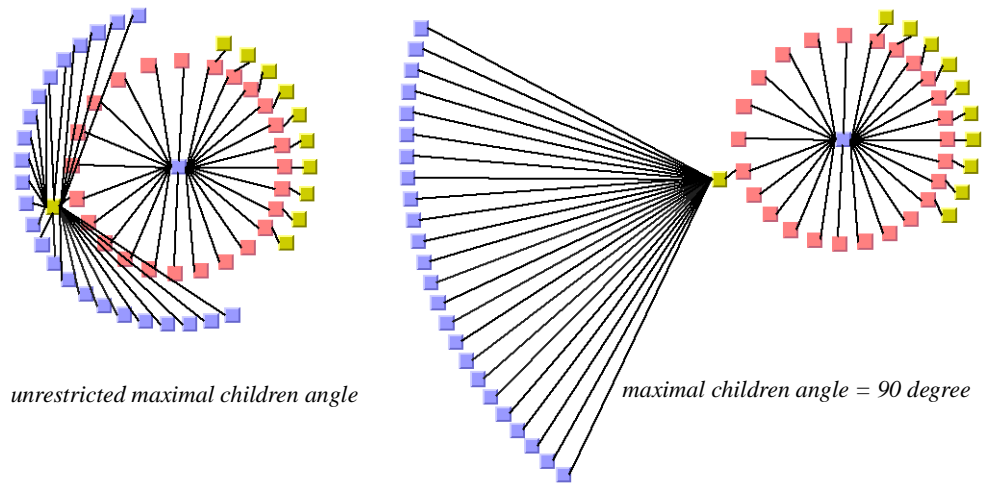 unrestricted maximal children angle
maximal children angle = 90 degree